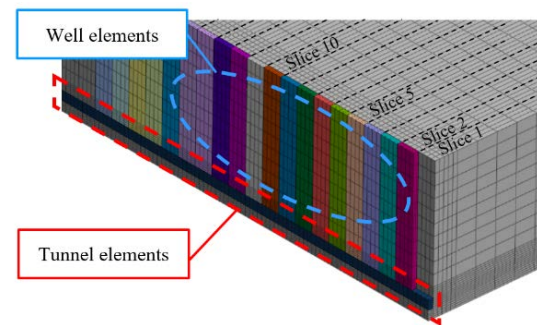 Well elements
Slice 10
Slice 5
Slice 2
Slice 1
Tunnel elements